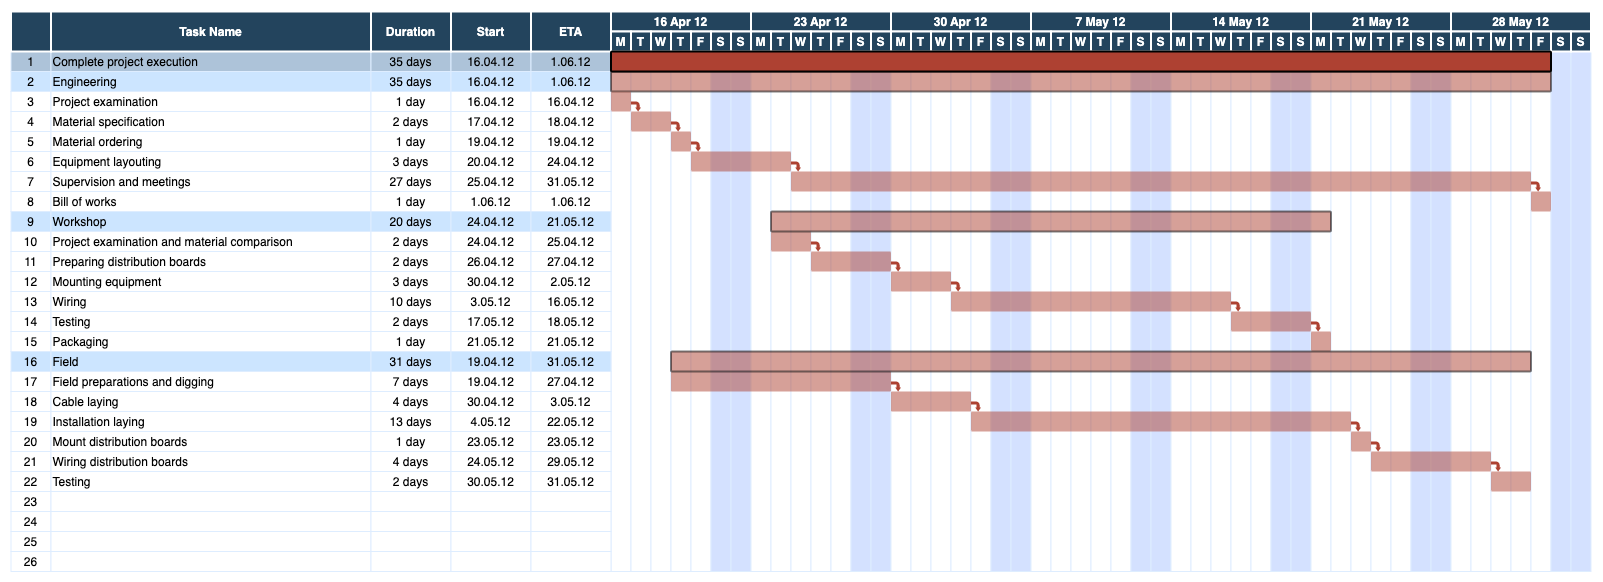 Task Name Duration Start ETA 16 Apr 12 23 Apr 12 30 Apr 12 7 May 12 14 May 12 21 May 12 28 May 12
M T W T F S S M T W T F S S M T W T F S S M T W T F S S M T W T F S S M T W T F S S M T W T F S S
1 Complete project execution 35 days 16.04.12 1.06.12
2 Engineering 35 days 16.04.12 1.06.12
3 Project examination 1 day 16.04.12 16.04.12
4 Material specification 2 days 17.04.12 18.04.12
5 Material ordering 1 day 19.04.12 19.04.12
6 Equipment layouting 3 days 20.04.12 24.04.12
7 Supervision and meetings 27 days 25.04.12 31.05.12
8 Bill of works 1 day 1.06.12 1.06.12
9 Workshop 20 days 24.04.12 21.05.12
10 Project examination and material comparison 2 days 24.04.12 25.04.12
11 Preparing distribution boards 2 days 26.04.12 27.04.12
12 Mounting equipment 3 days 30.04.12 2.05.12
13 Wiring 10 days 3.05.12 16.05.12
14 Testing 2 days 17.05.12 18.05.12
15 Packaging 1 day 21.05.12 21.05.12
16 Field 31 days 19.04.12 31.05.12
17 Field preparations and digging 7 days 19.04.12 27.04.12
18 Cable laying 4 days 30.04.12 3.05.12
19 Installation laying 13 days 4.05.12 22.05.12
20 Mount distribution boards 1 day 23.05.12 23.05.12
21 Wiring distribution boards 4 days 24.05.12 29.05.12
22 Testing 2 days 30.05.12 31.05.12
23
24
25
26